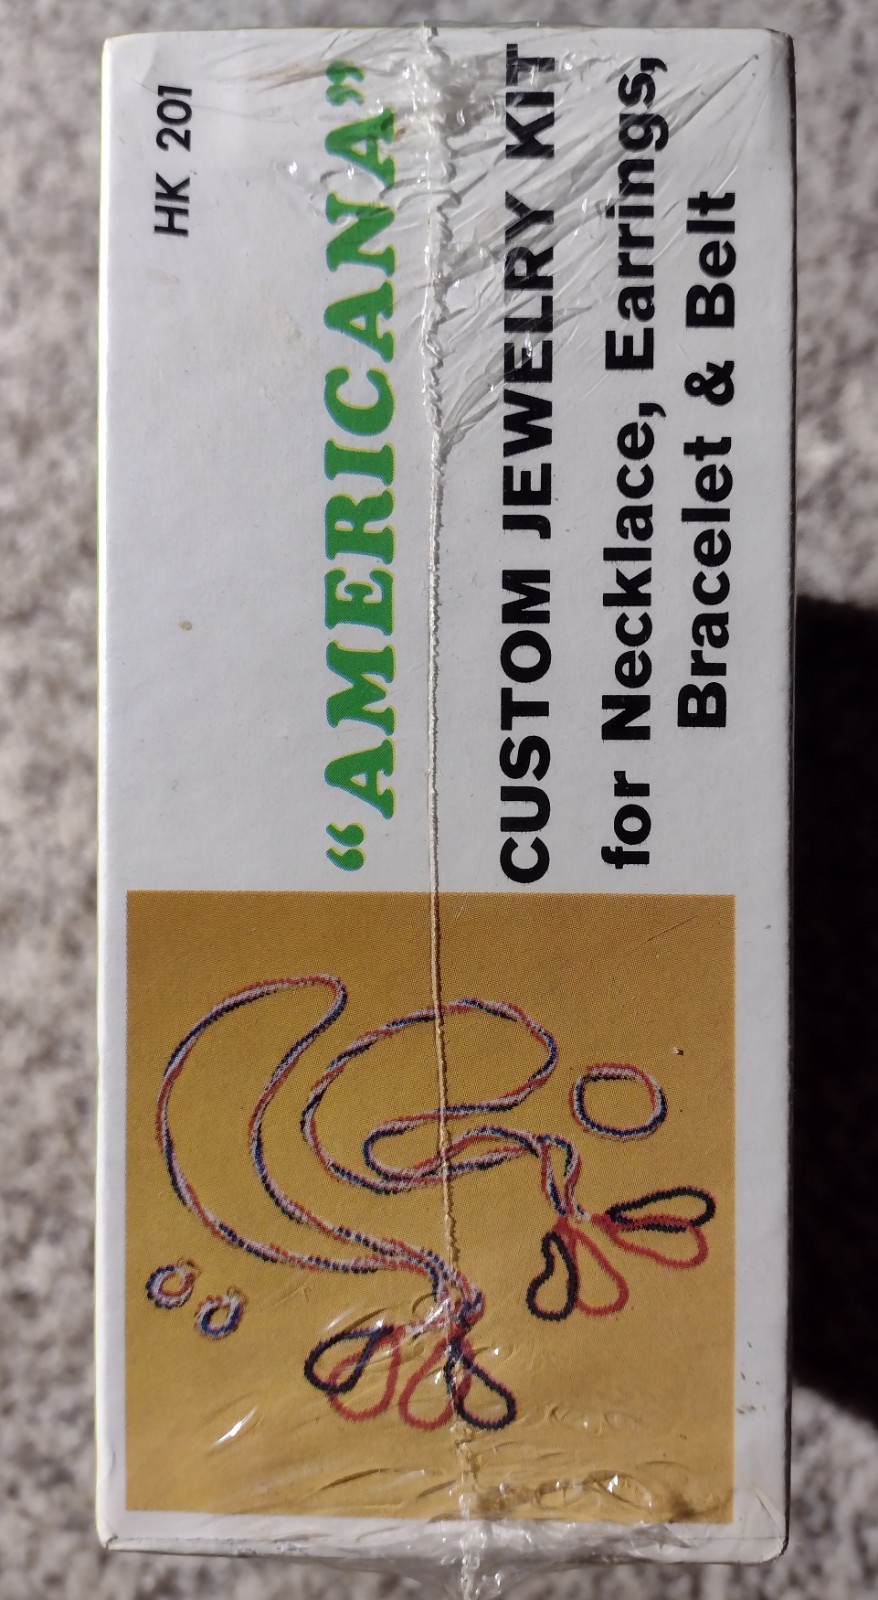 HK 201
“AMERICANA”
CUSTOM JEWELRY KIT
for Necklace, Earrings,
Bracelet & Belt